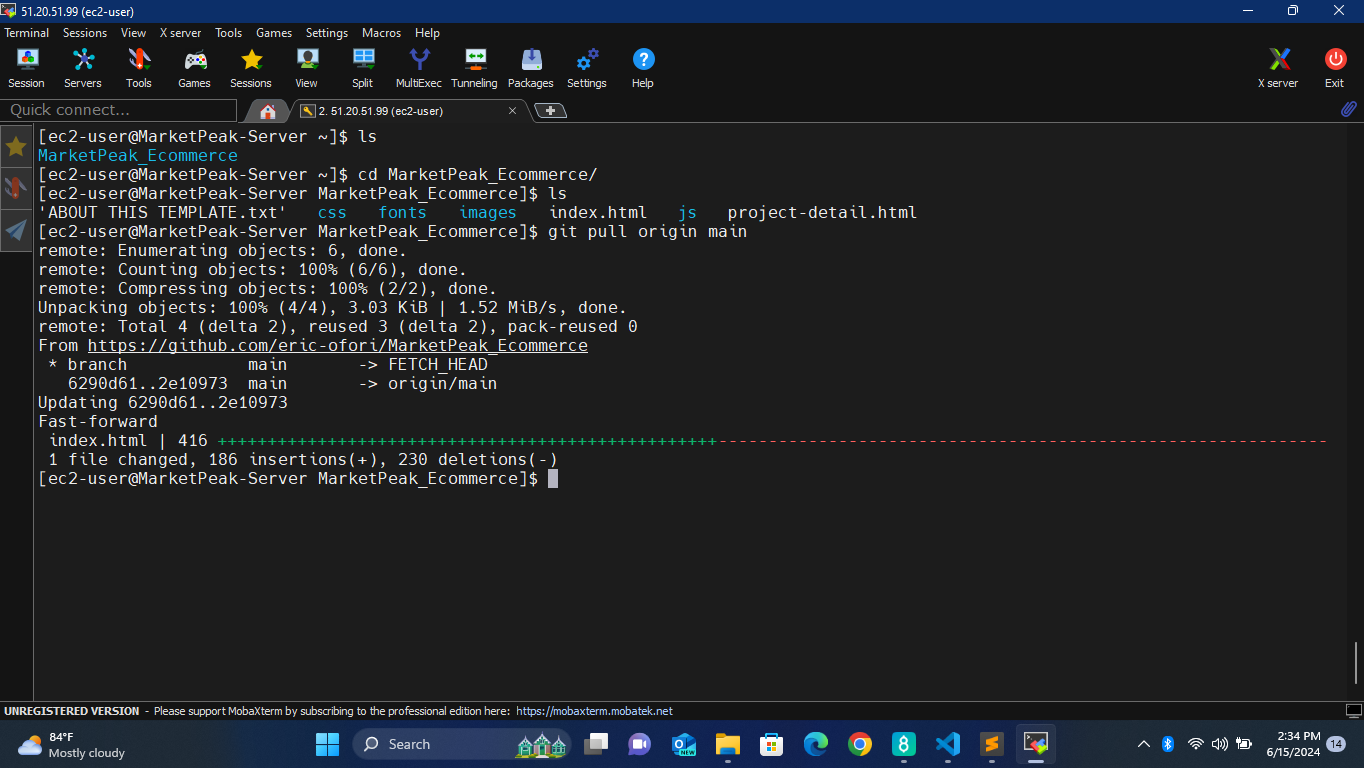 51.20.51.99 (ec2-user)
Terminal Sessions View X server Tools Games Settings Macros Help
Session Servers Tools Games Sessions View Split MultiExec Tunneling Packages Settings Help X server Exit
Quick connect... 2. 51.20.51.99 (ec2-user)
[ec2-user@MarketPeak-Server ~]$ ls
MarketPeak_Ecommerce
[ec2-user@MarketPeak-Server ~]$ cd MarketPeak_Ecommerce/
[ec2-user@MarketPeak-Server MarketPeak_Ecommerce]$ ls
'ABOUT THIS TEMPLATE.txt' css fonts images index.html js project-detail.html
[ec2-user@MarketPeak-Server MarketPeak_Ecommerce]$ git pull origin main
remote: Enumerating objects: 6, done.
remote: Counting objects: 100% (6/6), done.
remote: Compressing objects: 100% (2/2), done.
Unpacking objects: 100% (4/4), 3.03 KiB | 1.52 MiB/s, done.
remote: Total 4 (delta 2), reused 3 (delta 2), pack-reused 0
From https://github.com/eric-ofori/MarketPeak_Ecommerce
* branch main -> FETCH_HEAD
6290d61..2e10973 main -> origin/main
Updating 6290d61..2e10973
Fast-forward
index.html | 416 ++++++++++++++++++++++++++++++++++++++++++++++++++-------------------------------------------------------------
1 file changed, 186 insertions(+), 230 deletions(-)
[ec2-user@MarketPeak-Server MarketPeak_Ecommerce]$
UNREGISTERED VERSION - Please support MobaXterm by subscribing to the professional edition here: https://mobaxterm.mobatek.net
84°F
Mostly cloudy
Search
NEW
2:34 PM
6/15/2024
14